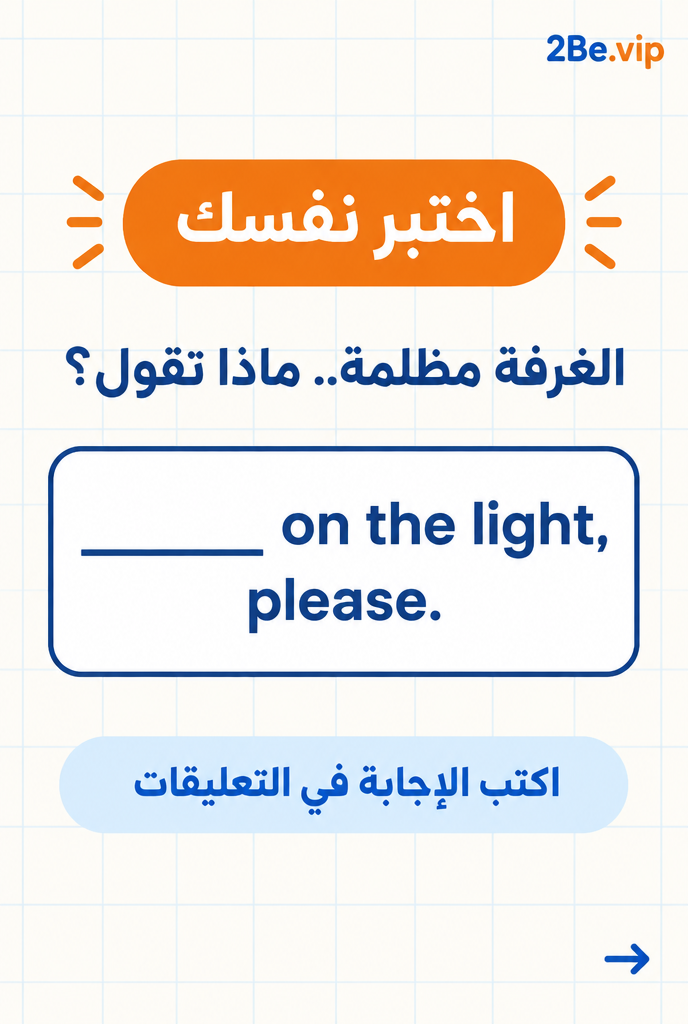 2Be.vip
اختبر نفسك
الغرفة مظلمة.. ماذا تقول؟
______ on the light,
please.
اكتب الإجابة في التعليقات
→